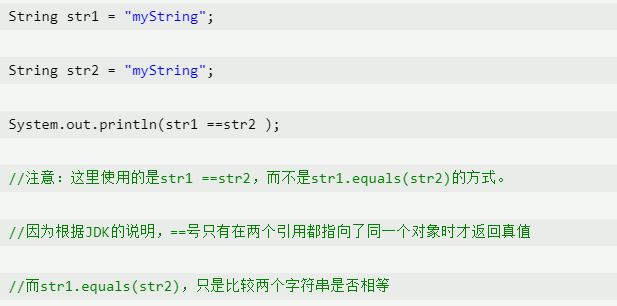 String str1 = "myString";
String str2 = "myString";
System.out.println(str1 ==str2 );
//注意：这里使用的是str1 ==str2，而不是str1.equals(str2)的方式。
//因为根据JDK的说明，==号只有在两个引用都指向了同一个对象时才返回真值
//而str1.equals(str2)，只是比较两个字符串是否相等